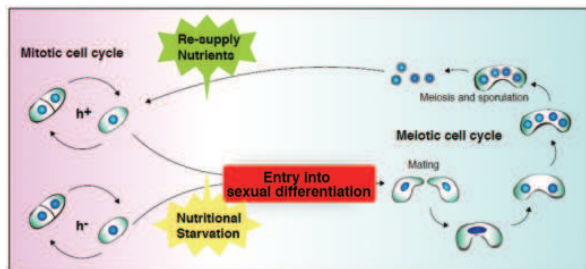 Mitotic cell cycle
h+
h-
Re-supply
Nutrients
Entry into
sexual differentiation
Nutritional
Starvation
Meiosis and sporulation
Meiotic cell cycle
Mating